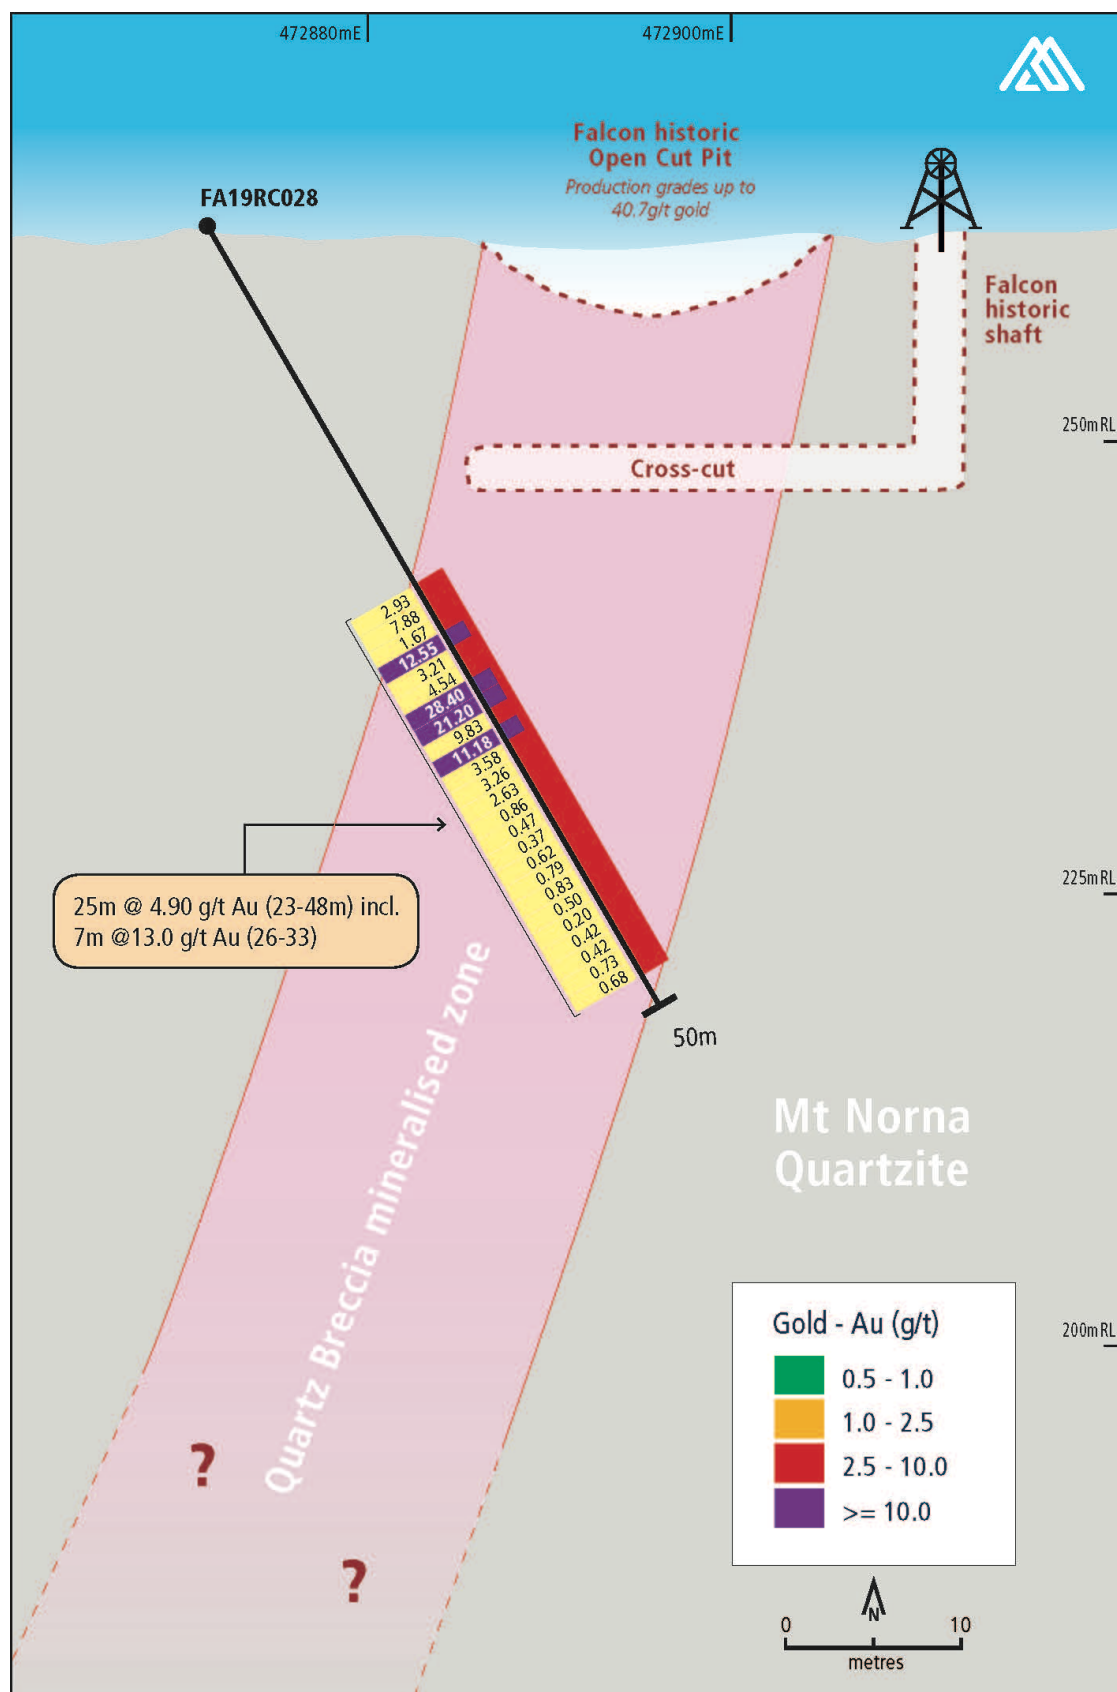 472880mE
472900mE
Falcon historic
Open Cut Pit
Production grades up to
40.7g/t gold
FA19RC028
Falcon
historic
shaft
250mRL
Cross-cut
2.93
7.88
1.67
12.55
3.21
4.54
28.40
21.20
9.83
11.18
3.58
3.26
2.63
0.86
0.47
0.37
0.62
0.79
0.83
0.50
0.20
0.42
0.42
0.73
0.68
225mRL
25m @ 4.90 g/t Au (23-48m) incl.
7m @13.0 g/t Au (26-33)
50m
Quartz Breccia mineralised zone
Mt Norna
Quartzite
200mRL
Gold - Au (g/t)
0.5 - 1.0
1.0 - 2.5
2.5 - 10.0
>= 10.0
?
?
N
0 10
metres